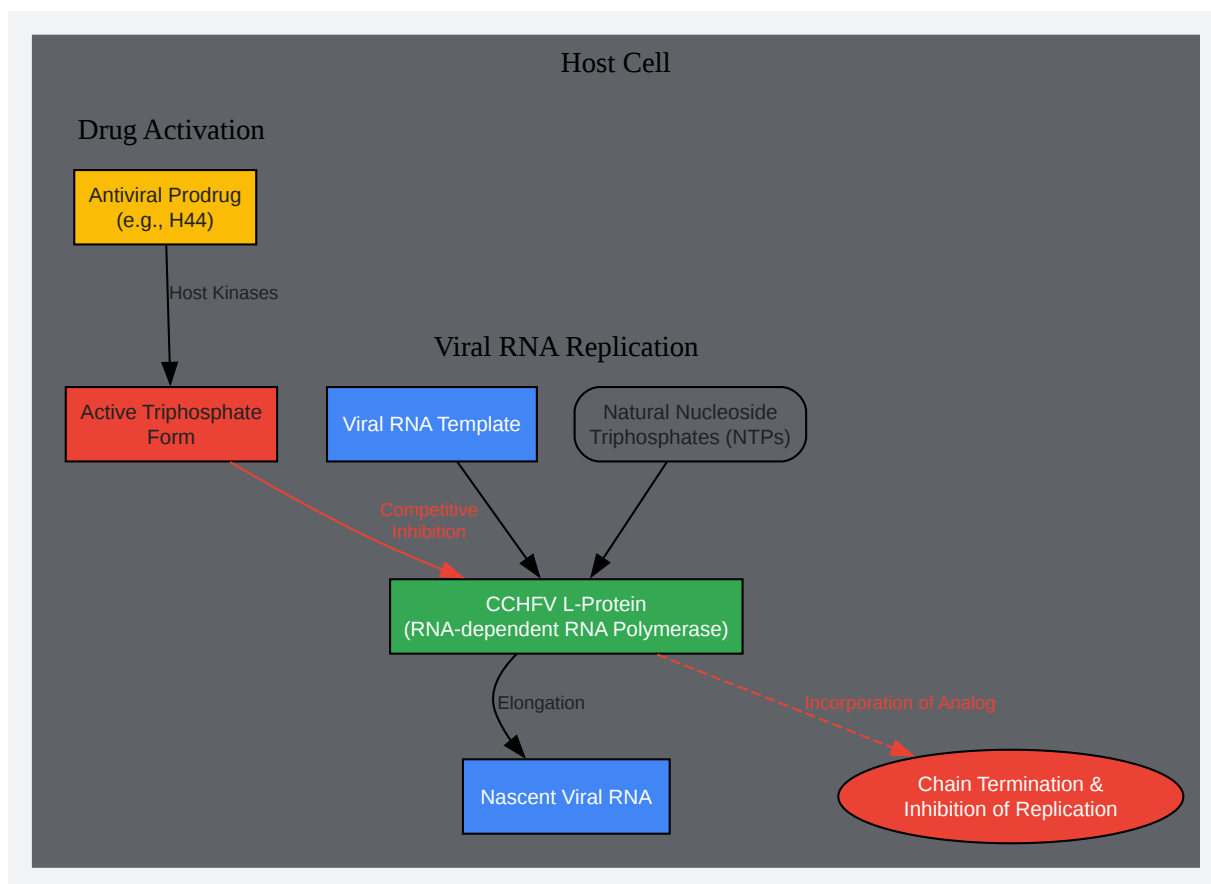 Host Cell
Drug Activation
Antiviral Prodrug
(e.g., H44)
Host Kinases
Viral RNA Replication
Active Triphosphate
Form
Viral RNA Template
Natural Nucleoside
Triphosphates (NTPs)
Competitive
Inhibition
CCHFV L-Protein
(RNA-dependent RNA Polymerase)
Elongation
Incorporation of Analog
Nascent Viral RNA
Chain Termination &
Inhibition of Replication